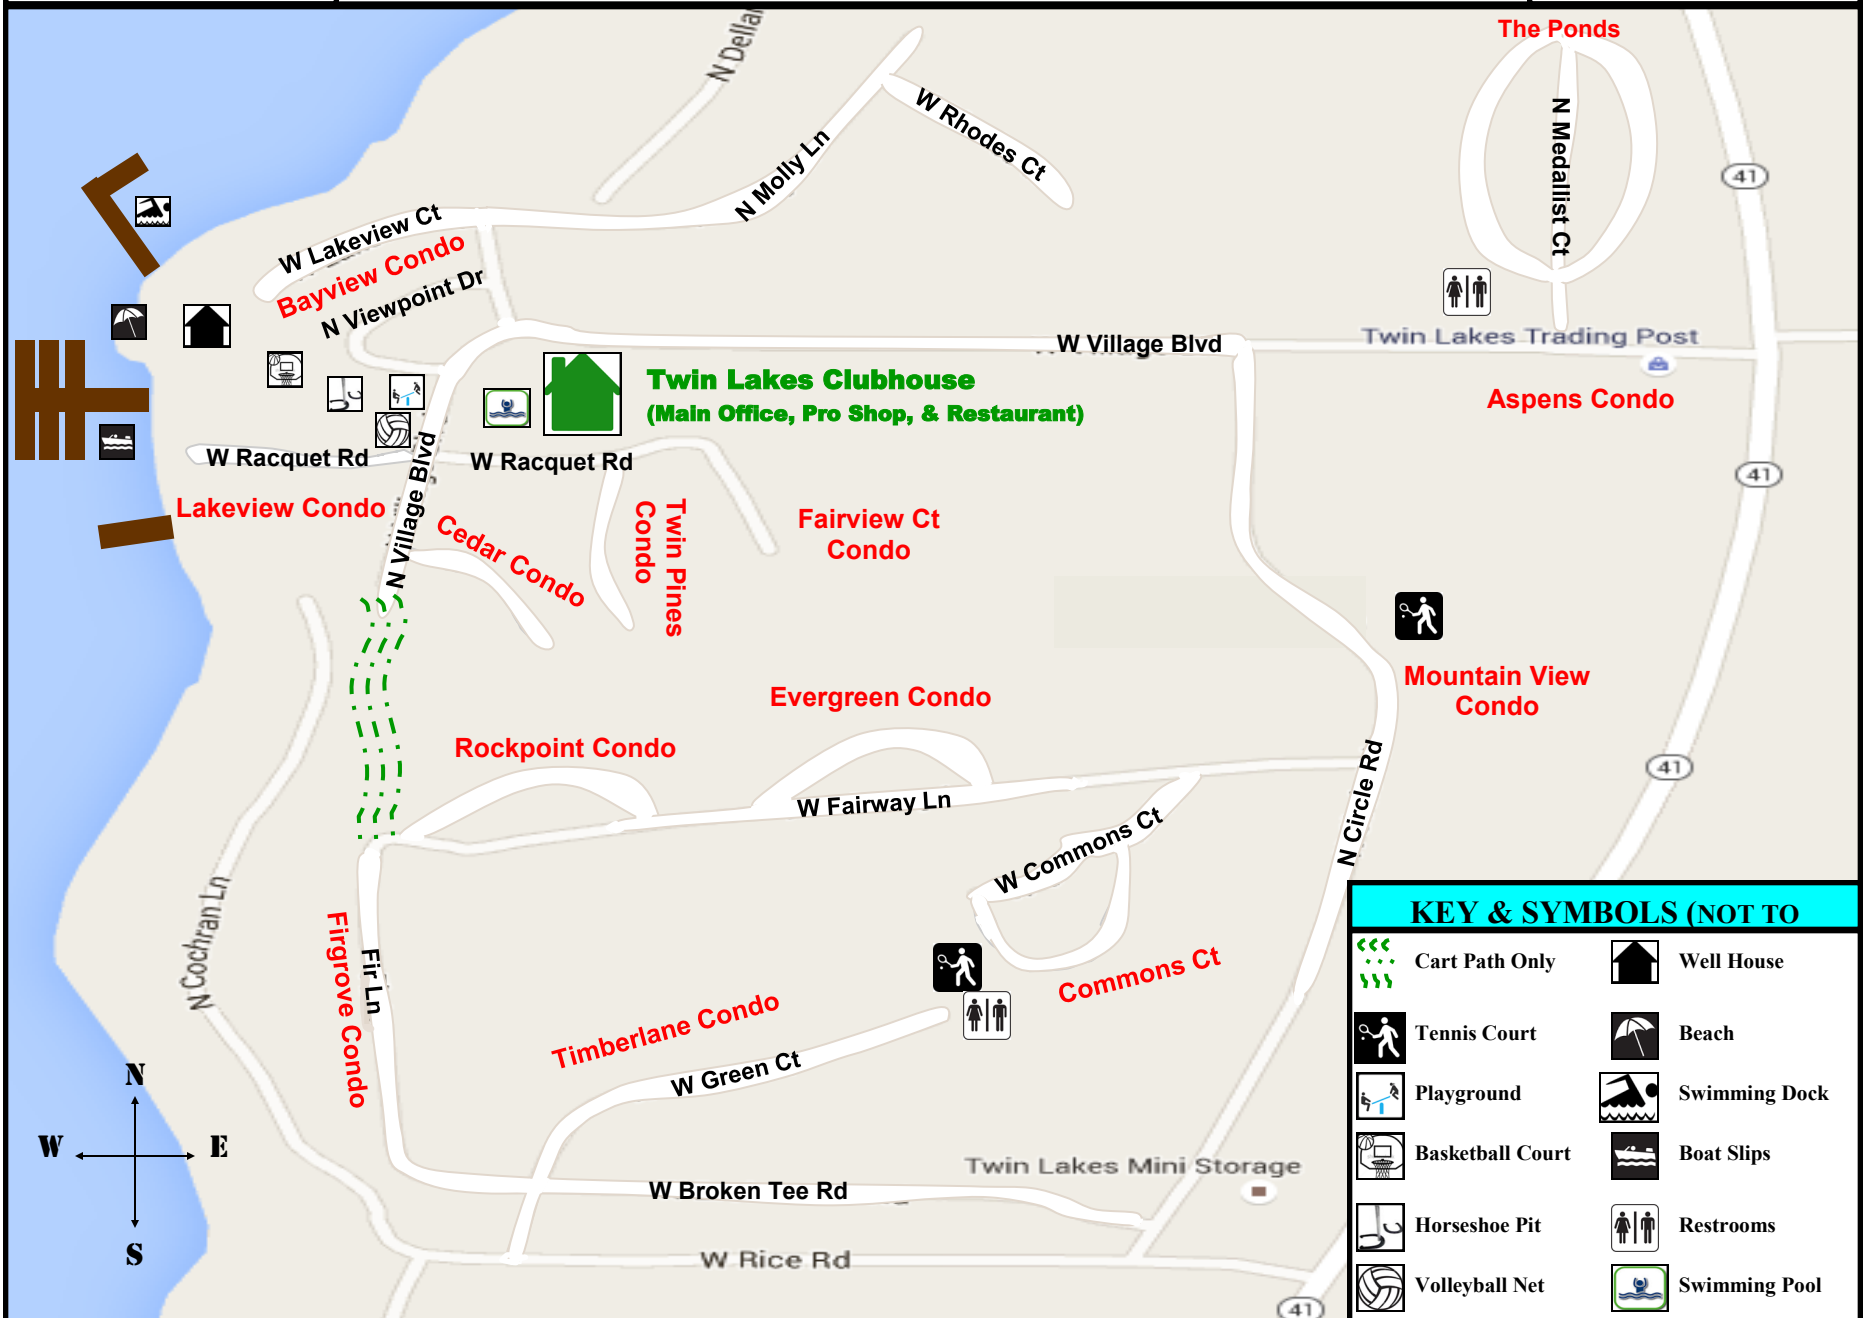 The Ponds
N Dellar
W Rhodes Ct
N Molly Ln
N Medallist Ct
41
W Lakeview Ct
Bayview Condo
N Viewpoint Dr
W Village Blvd
Twin Lakes Trading Post
Twin Lakes Clubhouse
(Main Office, Pro Shop, & Restaurant)
Aspens Condo
W Racquet Rd
W Racquet Rd
41
N Village Blvd
Lakeview Condo
Cedar Condo
Twin Pines
Condo
Fairview Ct
Condo
Mountain View
Condo
Evergreen Condo
Rockpoint Condo
41
W Fairway Ln
N Circle Rd
W Commons Ct
N Cochran Ln
Firgrove Condo
Fir Ln
Commons Ct
Timberlane Condo
W Green Ct
N
W
E
S
Twin Lakes Mini Storage
W Broken Tee Rd
W Rice Rd
41
KEY & SYMBOLS (NOT TO
Cart Path Only
Well House
Tennis Court
Beach
Playground
Swimming Dock
Basketball Court
Boat Slips
Horseshoe Pit
Restrooms
Volleyball Net
Swimming Pool